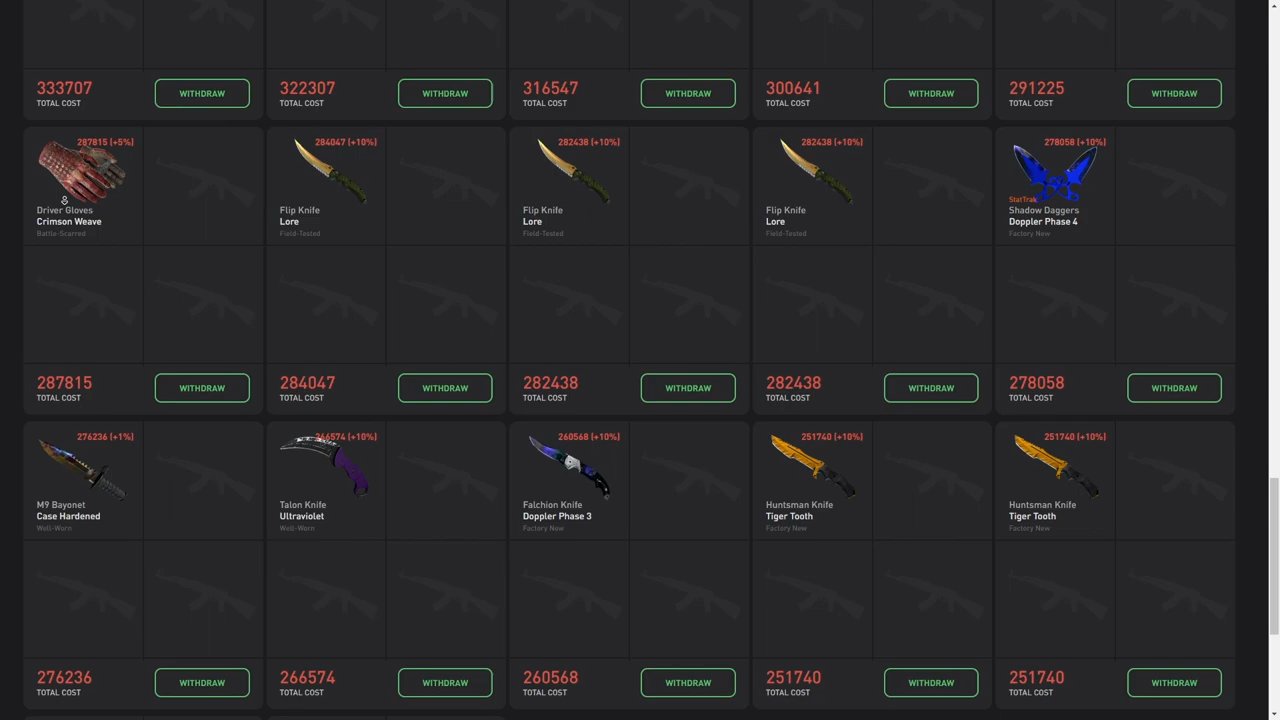 333707
TOTAL COST
WITHDRAW
322307
TOTAL COST
WITHDRAW
316547
TOTAL COST
WITHDRAW
300641
TOTAL COST
WITHDRAW
291225
TOTAL COST
WITHDRAW
287815 (+5%)
Driver Gloves
Crimson Weave
Battle-Scarred
287815
TOTAL COST
WITHDRAW
284047 (+10%)
Flip Knife
Lore
Field-Tested
284047
TOTAL COST
WITHDRAW
282438 (+10%)
Flip Knife
Lore
Field-Tested
282438
TOTAL COST
WITHDRAW
282438 (+10%)
Flip Knife
Lore
Field-Tested
282438
TOTAL COST
WITHDRAW
278058 (+10%)
StatTrak
Shadow Daggers
Doppler Phase 4
Factory New
278058
TOTAL COST
WITHDRAW
276236 (+1%)
M9 Bayonet
Case Hardened
Well-Worn
276236
TOTAL COST
WITHDRAW
266574 (+10%)
Talon Knife
Ultraviolet
Well-Worn
266574
TOTAL COST
WITHDRAW
260568 (+10%)
Falchion Knife
Doppler Phase 3
Factory New
260568
TOTAL COST
WITHDRAW
251740 (+10%)
Huntsman Knife
Tiger Tooth
Factory New
251740
TOTAL COST
WITHDRAW
251740 (+10%)
Huntsman Knife
Tiger Tooth
Factory New
251740
TOTAL COST
WITHDRAW